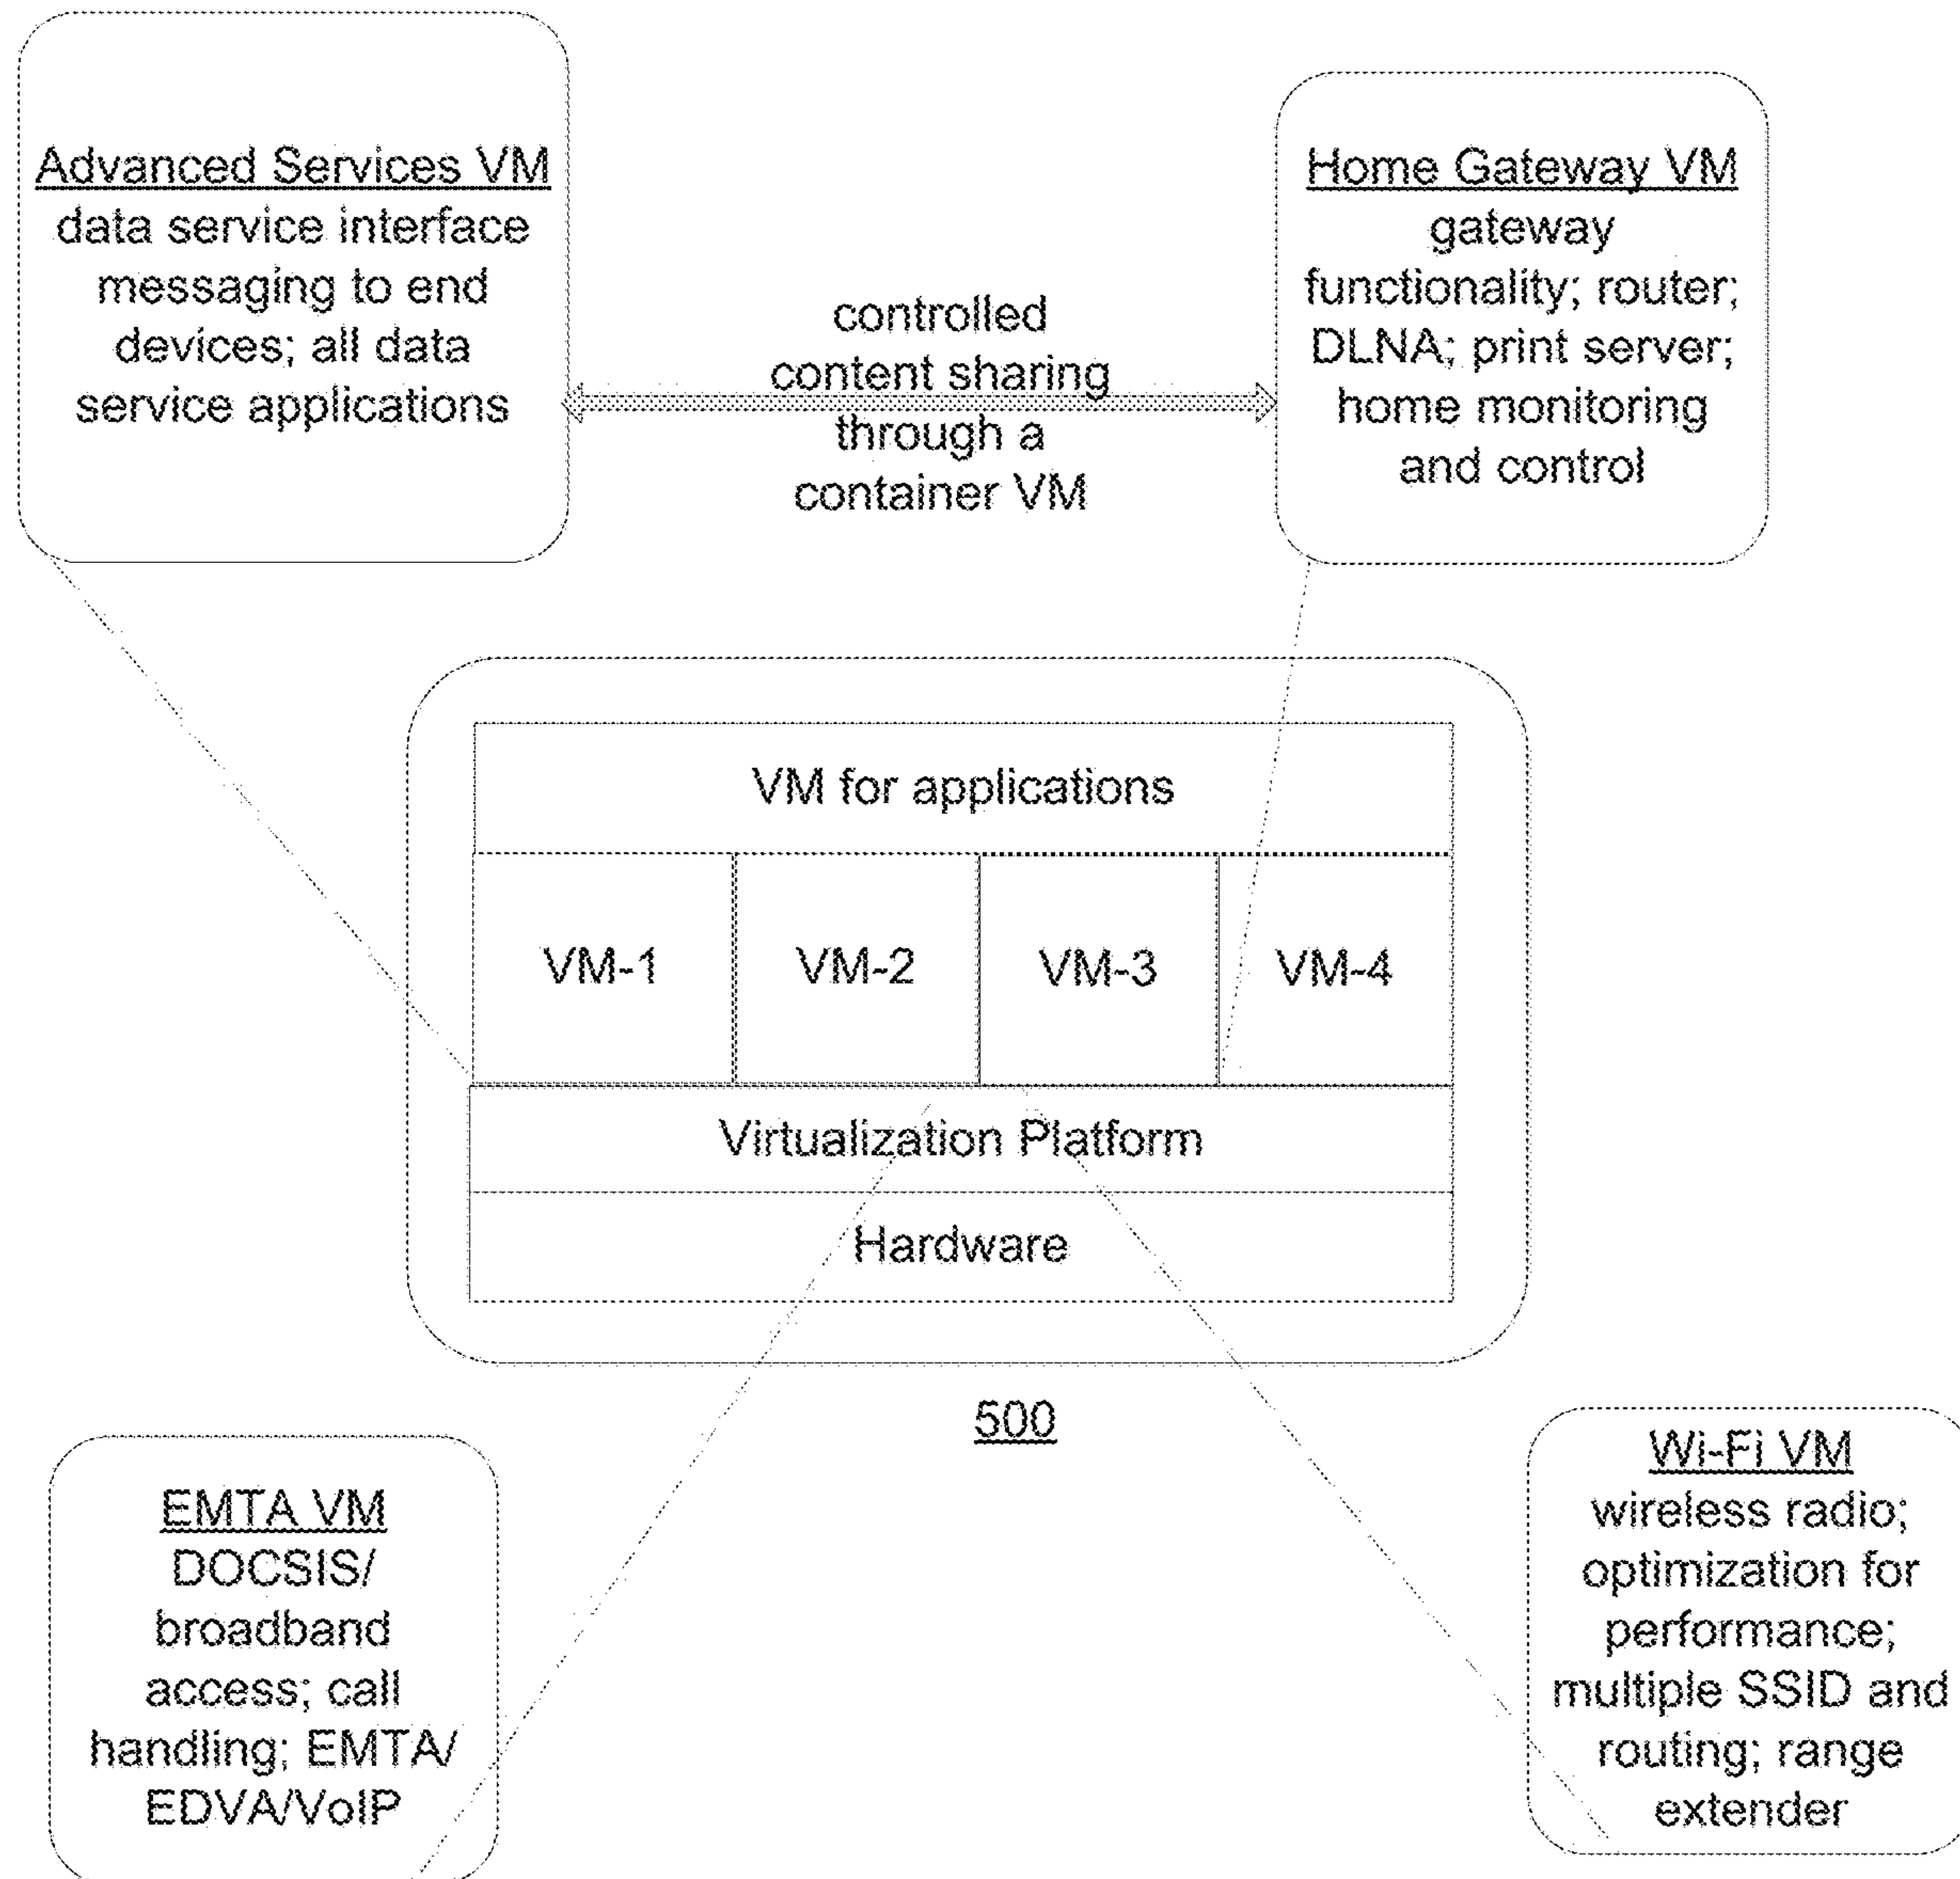 Advanced Services VM
data service interface
messaging to end
devices; all data
service applications
controlled
content sharing
through a
container VM
Home Gateway VM
gateway
functionality; router;
DLNA; print server;
home monitoring
and control
VM for applications
VM-1
VM-2
VM-3
VM-4
Virtualization Platform
Hardware
500
EMTA VM
DOCSIS/
broadband
access; call
handling; EMTA/
EDVA/VoIP
Wi-Fi VM
wireless radio;
optimization for
performance;
multiple SSID and
routing; range
extender